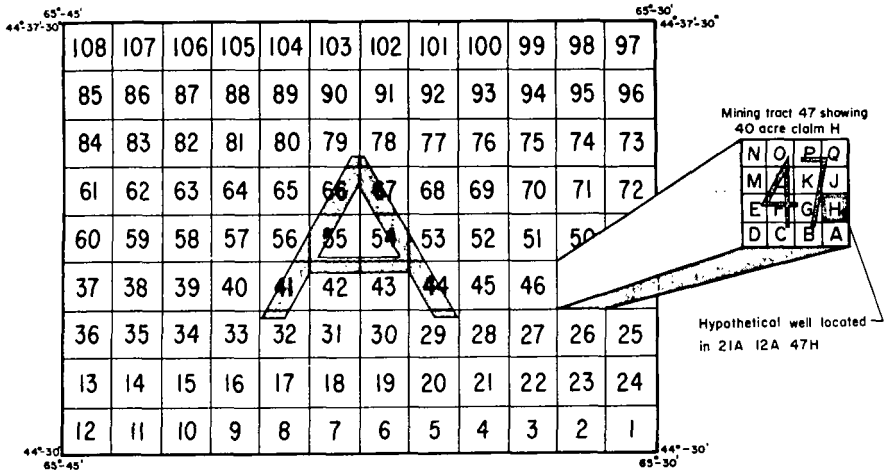 65°-45' 65°-30'
44°-37'-30" 44°-37'-30"
108 107 106 105 104 103 102 101 100 99 98 97
85 86 87 88 89 90 91 92 93 94 95 96
84 83 82 81 80 79 78 77 76 75 74 73
61 62 63 64 65 66 67 68 69 70 71 72
60 59 58 57 56 55 54 53 52 51 50
37 38 39 40 41 42 43 44 45 46
36 35 34 33 32 31 30 29 28 27 26 25
13 14 15 16 17 18 19 20 21 22 23 24
12 11 10 9 8 7 6 5 4 3 2 1
A
44°-30' 44°-30'
65°-45' 65°-30'
Mining tract 47 showing
40 acre claim H
N O P Q
M K J
E F G H
D C B A
47
Hypothetical well located
in 21A 12A 47H